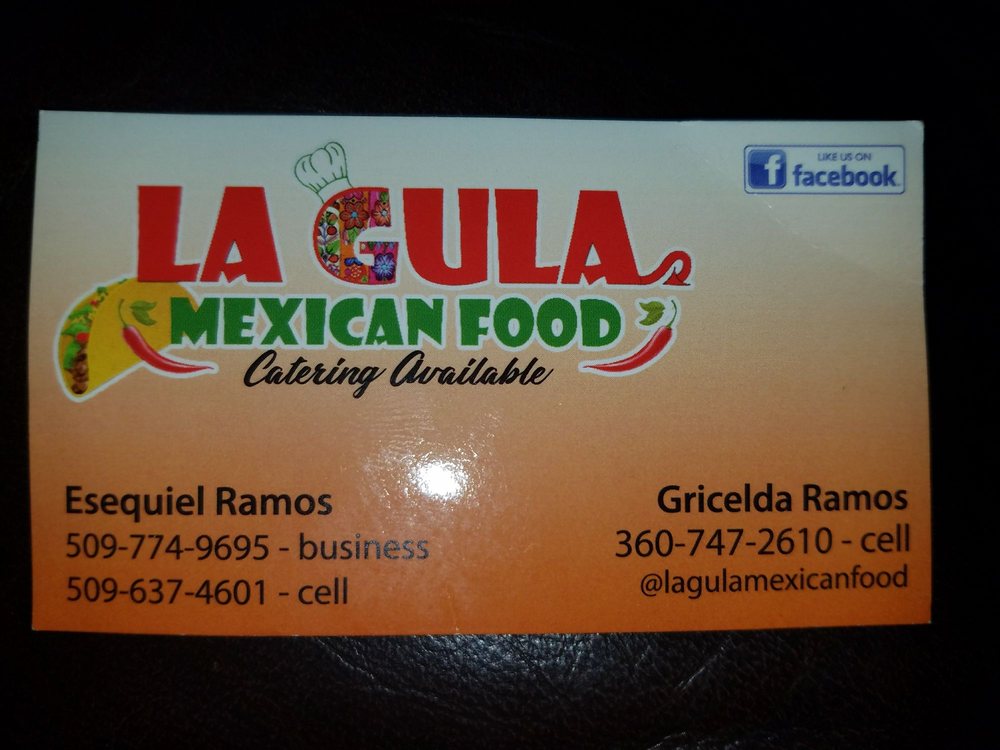 LIKE US ON
facebook
LA GULA
MEXICAN FOOD
Catering Available
Esequiel Ramos
509-774-9695 - business
509-637-4601 - cell
Gricelda Ramos
360-747-2610 - cell
@lagulamexicanfood